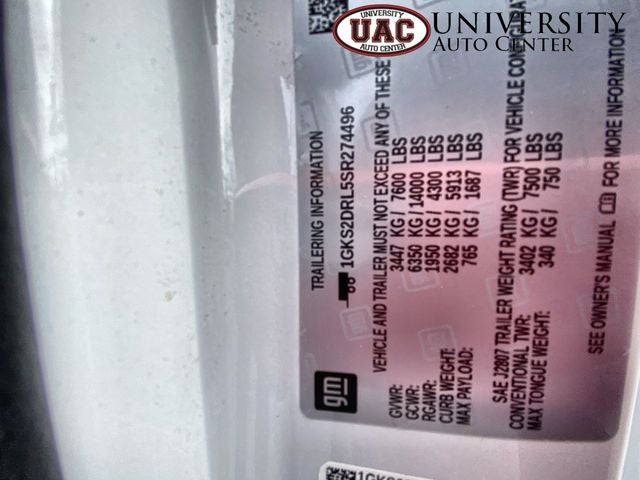 UNIVERSITY
UAC
AUTO CENTER
UNIVERSITY
AUTO CENTER
TRAILERING INFORMATION
1GKS2DRL5SR274496
VEHICLE AND TRAILER MUST NOT EXCEED ANY OF THESE
GVWR: 3447 KG / 7600 LBS
GCWR: 6350 KG / 14000 LBS
RGAWR: 1950 KG / 4300 LBS
CURB WEIGHT: 2682 KG / 5913 LBS
MAX PAYLOAD: 765 KG / 1687 LBS
SAE J2807 TRAILER WEIGHT RATING (TWR) FOR VEHICLE
CONVENTIONAL TWR: 3402 KG / 7500 LBS
MAX TONGUE WEIGHT: 340 KG / 750 LBS
SEE OWNER'S MANUAL FOR MORE INFORMATION
gm